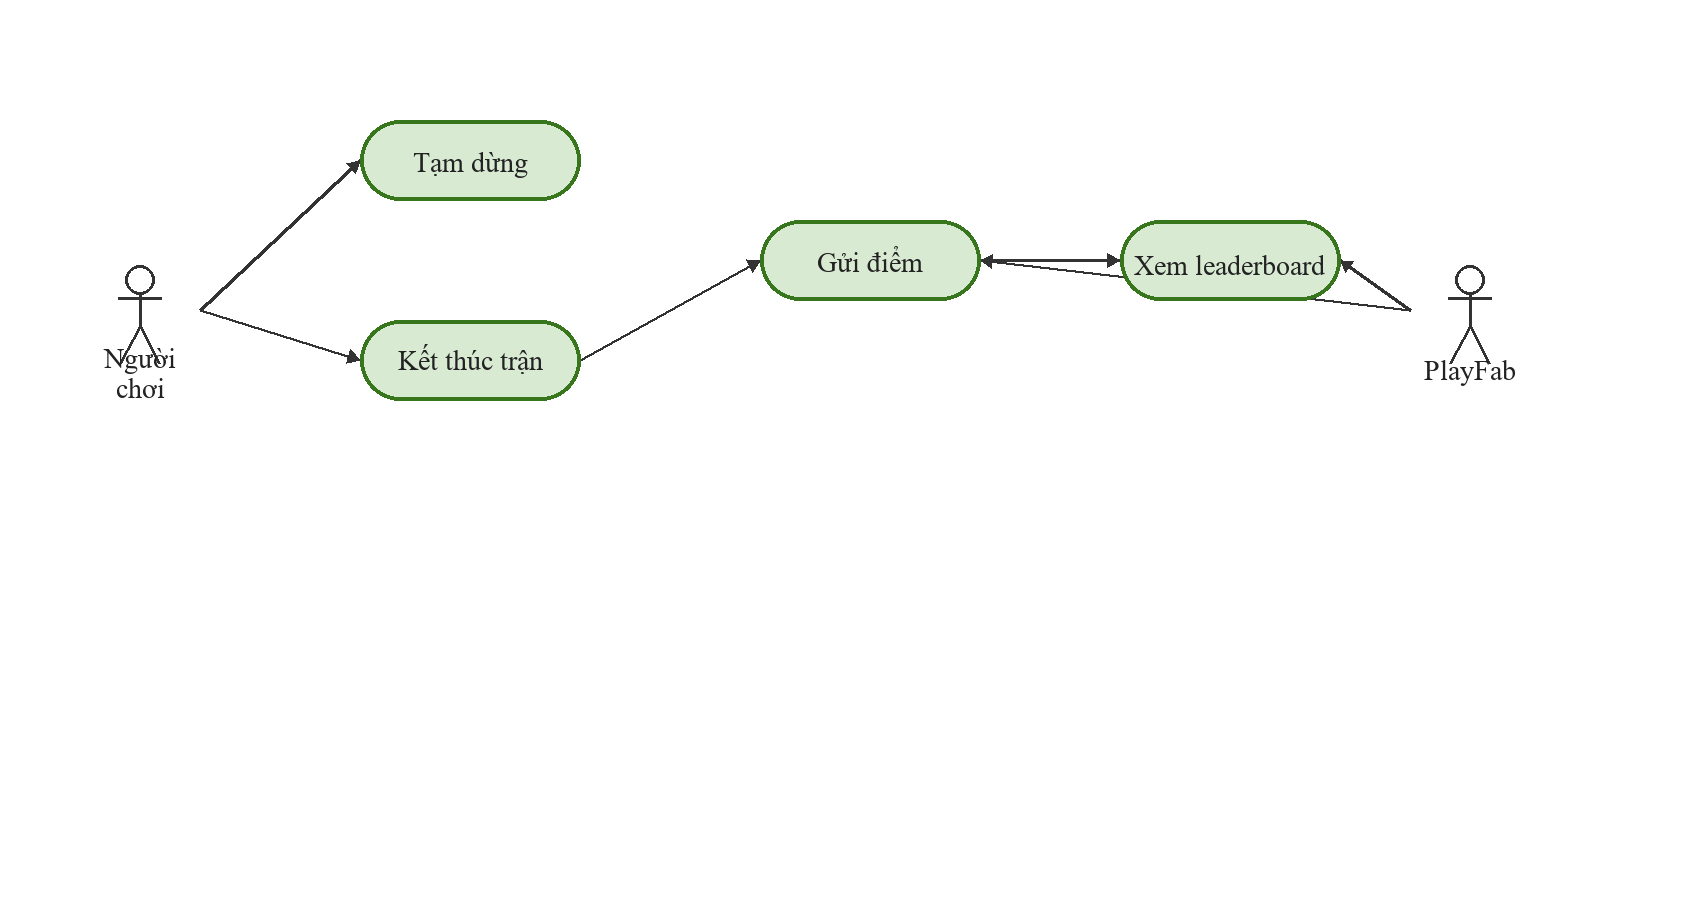 Tạm dừng
Gửi điểm
Xem leaderboard
Người
chơi
Kết thúc trận
PlayFab